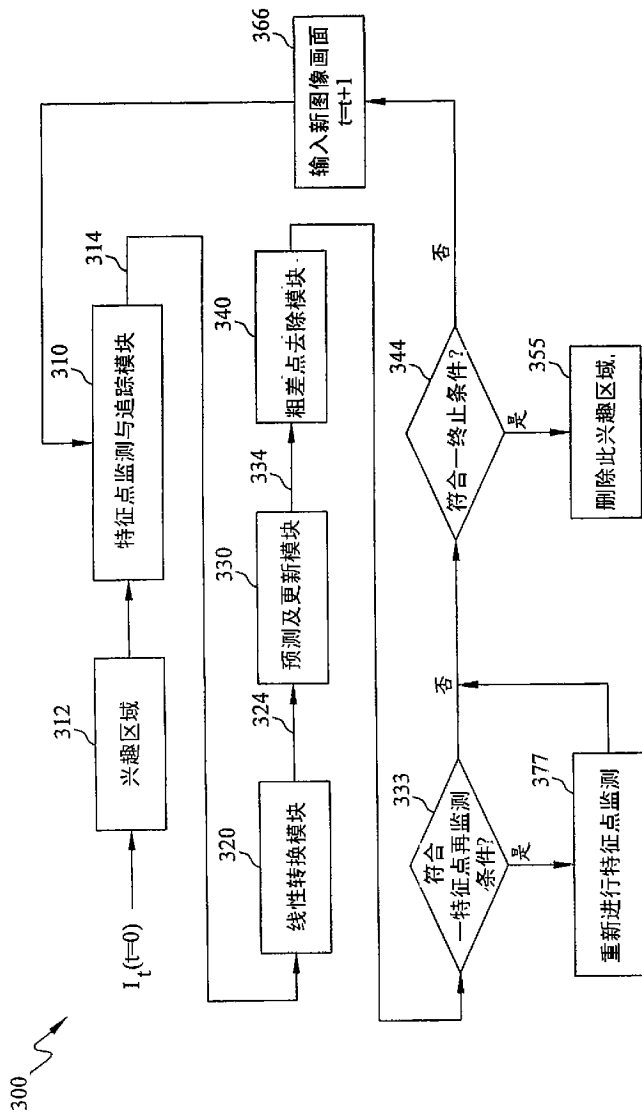 300
I_t(t=0)
312
兴趣区域
310
特征点监测与追踪模块
314
320
线性转换模块
324
330
预测及更新模块
334
340
粗差点去除模块
333
符合
一特征点再监测
条件?
是
否
377
重新进行特征点监测
344
符合一终止条件?
是
否
355
删除此兴趣区域.
366
输入新图像画面
t=t+1